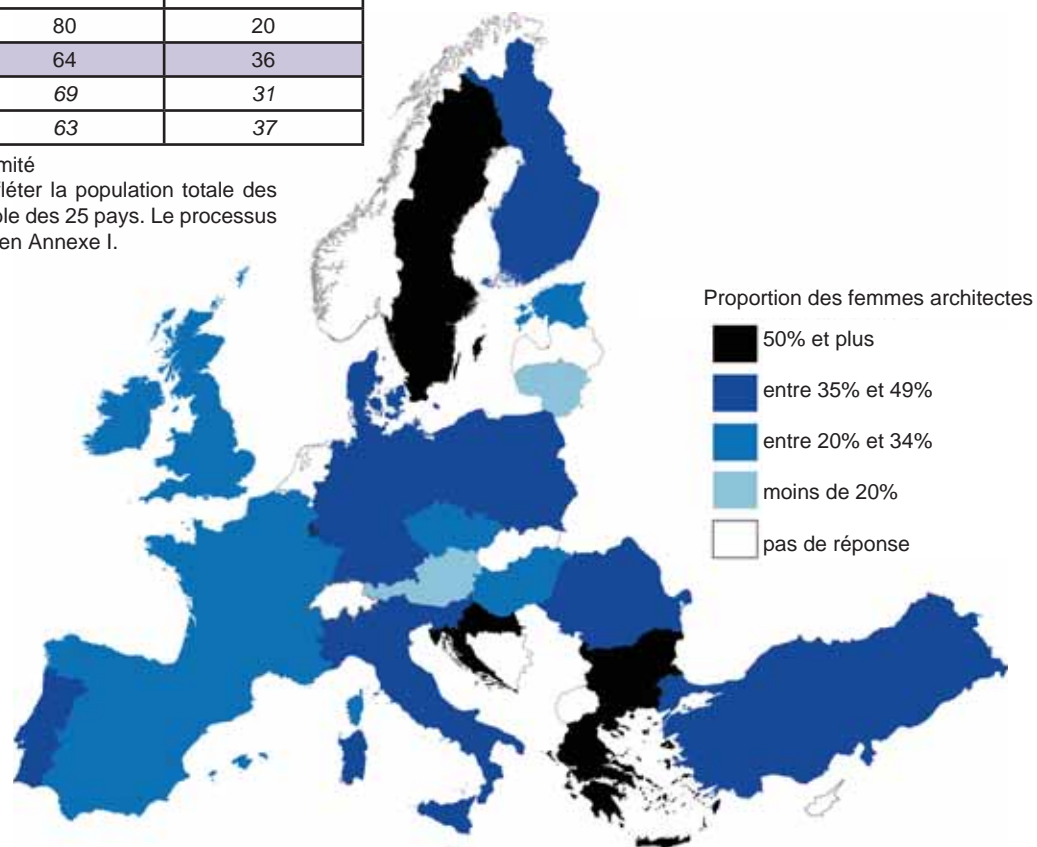 80 20
64 36
69 31
63 37
mité
léter la population totale des
ble des 25 pays. Le processus
en Annexe I.
Proportion des femmes architectes
50% et plus
entre 35% et 49%
entre 20% et 34%
moins de 20%
pas de réponse